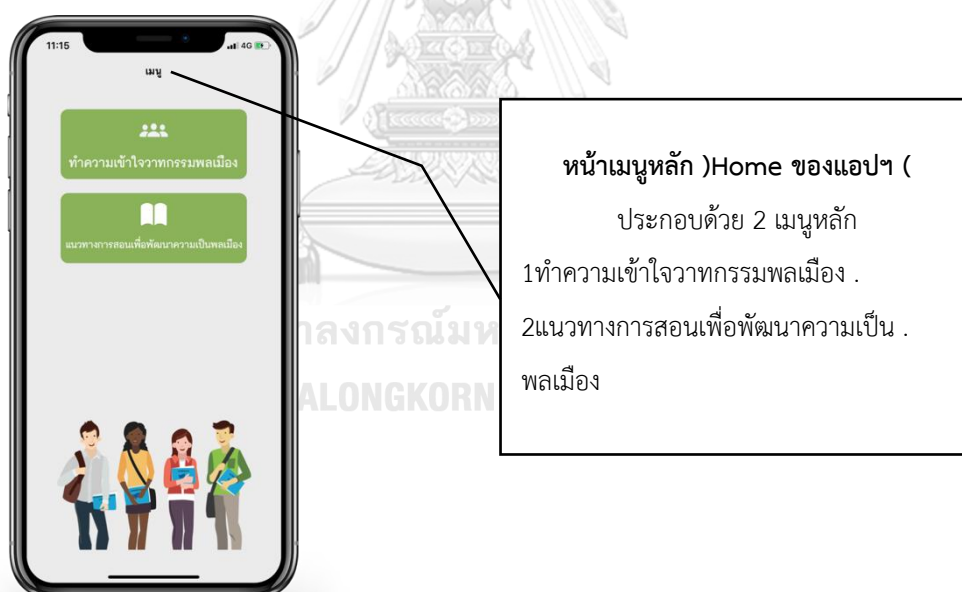 11:15
4G
เมนู
ทำความเข้าใจวาทกรรมพลเมือง
แนวทางการสอนเพื่อพัฒนาความเป็นพลเมือง
หน้าเมนูหลัก )Home ของแอปฯ (
ประกอบด้วย 2 เมนูหลัก
1ทำความเข้าใจวาทกรรมพลเมือง .
2แนวทางการสอนเพื่อพัฒนาความเป็น .
พลเมือง
าลงกรณ์มห
ALONGKORN